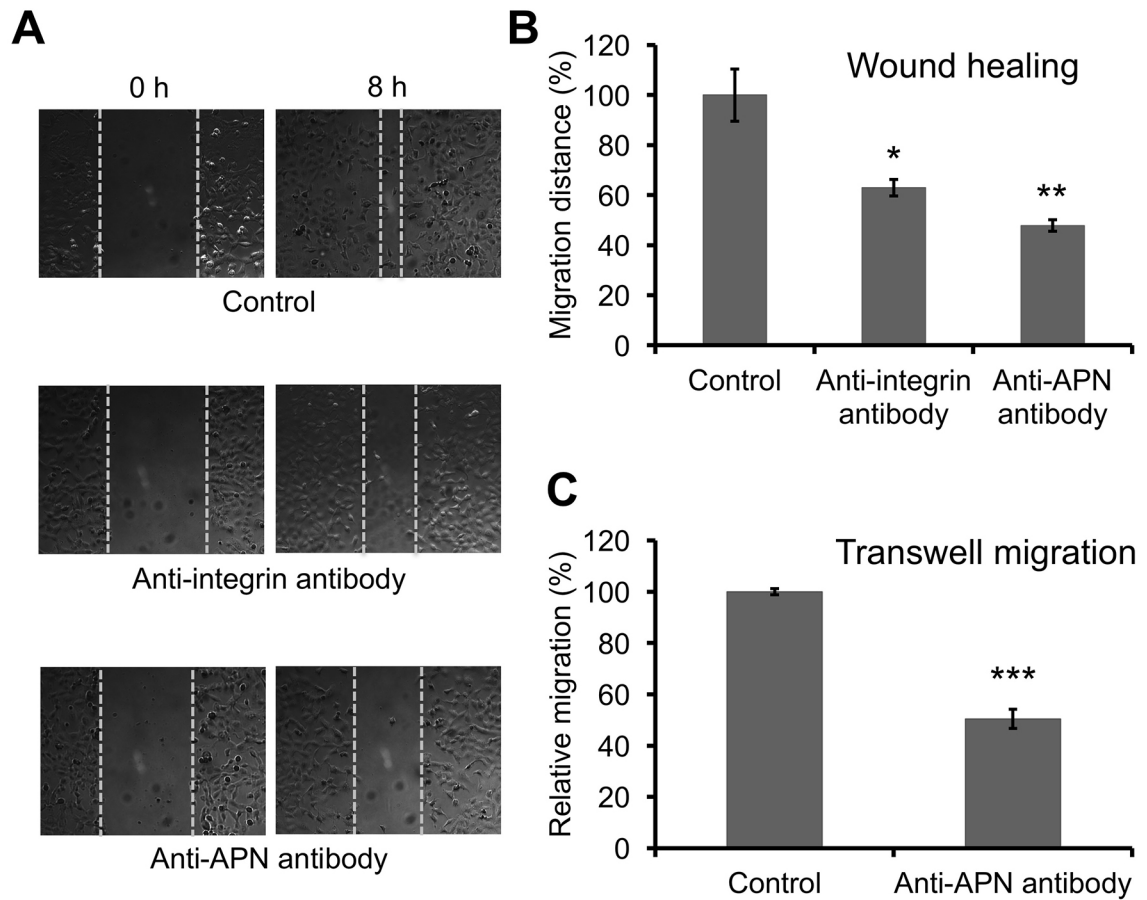 A
0 h 8 h
Control
Anti-integrin antibody
Anti-APN antibody
B
Wound healing
Migration distance (%)
120
100
80
60
40
20
0
*
**
Control
Anti-integrin
antibody
Anti-APN
antibody
C
Transwell migration
Relative migration (%)
120
100
80
60
40
20
0
***
Control
Anti-APN antibody